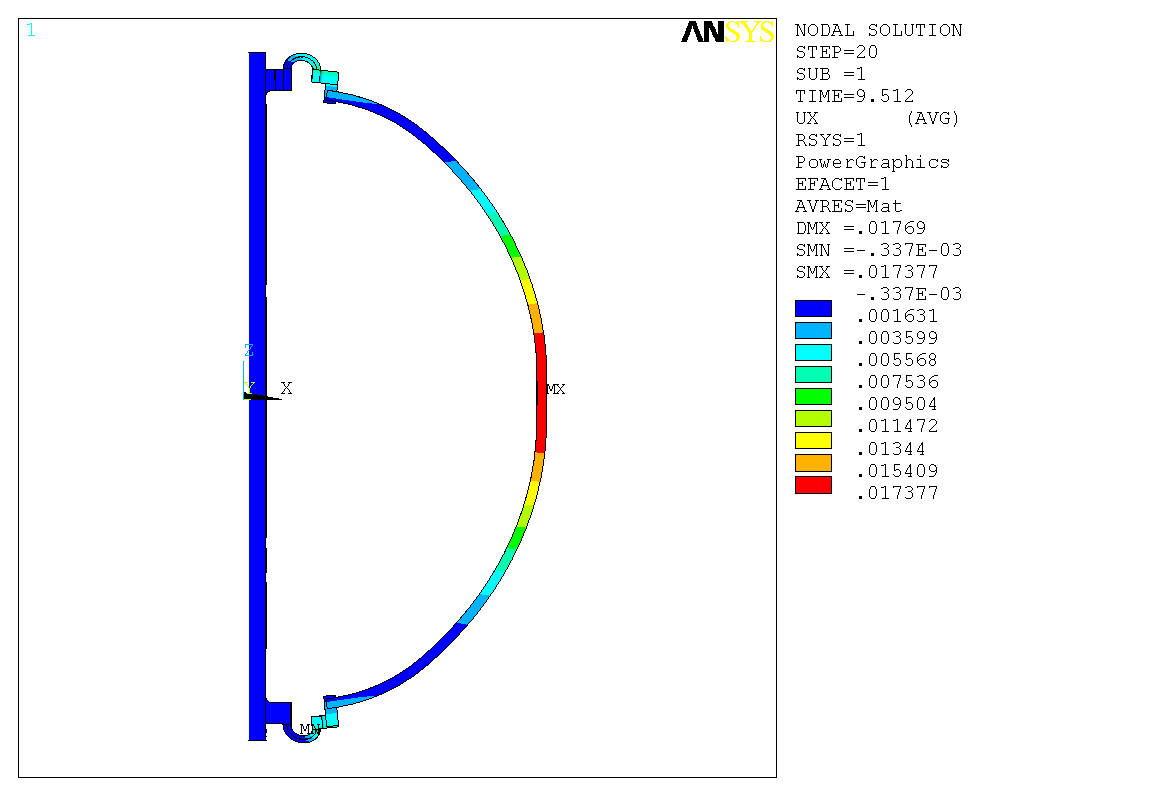 1
ANSYS
NODAL SOLUTION
STEP=20
SUB =1
TIME=9.512
UX (AVG)
RSYS=1
PowerGraphics
EFACET=1
AVRES=Mat
DMX =.01769
SMN =-.337E-03
SMX =.017377
-.337E-03
.001631
.003599
.005568
.007536
.009504
.011472
.01344
.015409
.017377
Z
Y
X
MX
MN